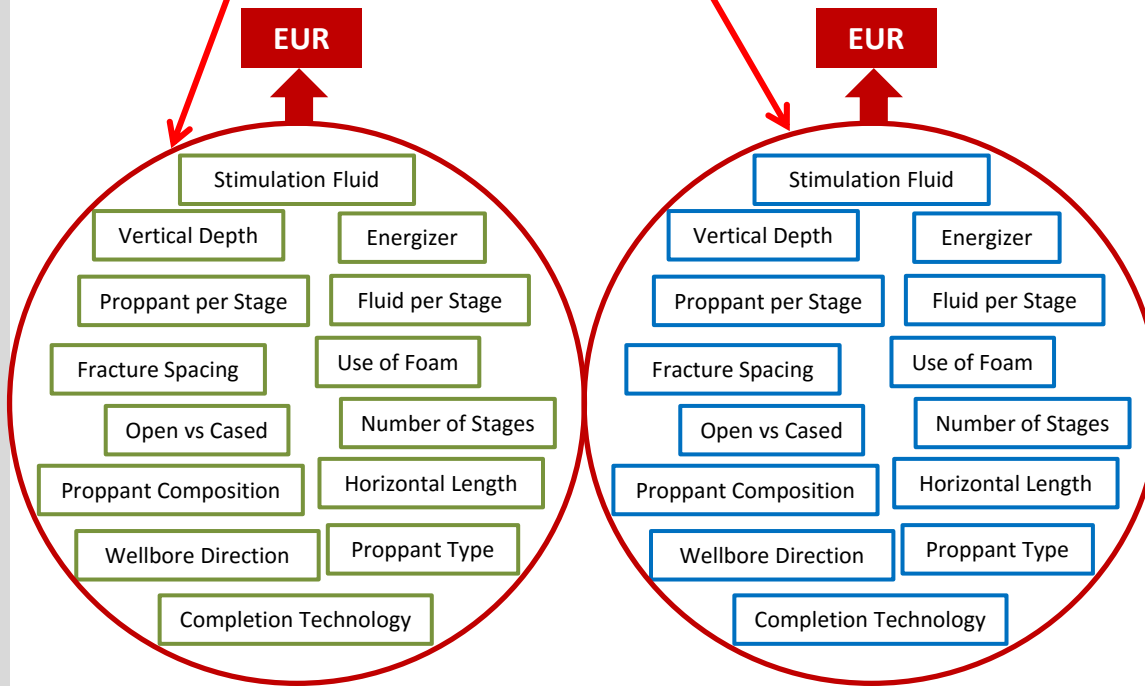 EUR
Stimulation Fluid
Vertical Depth
Energizer
Proppant per Stage
Fluid per Stage
Fracture Spacing
Use of Foam
Open vs Cased
Number of Stages
Proppant Composition
Horizontal Length
Wellbore Direction
Proppant Type
Completion Technology
EUR
Stimulation Fluid
Vertical Depth
Energizer
Proppant per Stage
Fluid per Stage
Fracture Spacing
Use of Foam
Open vs Cased
Number of Stages
Proppant Composition
Horizontal Length
Wellbore Direction
Proppant Type
Completion Technology